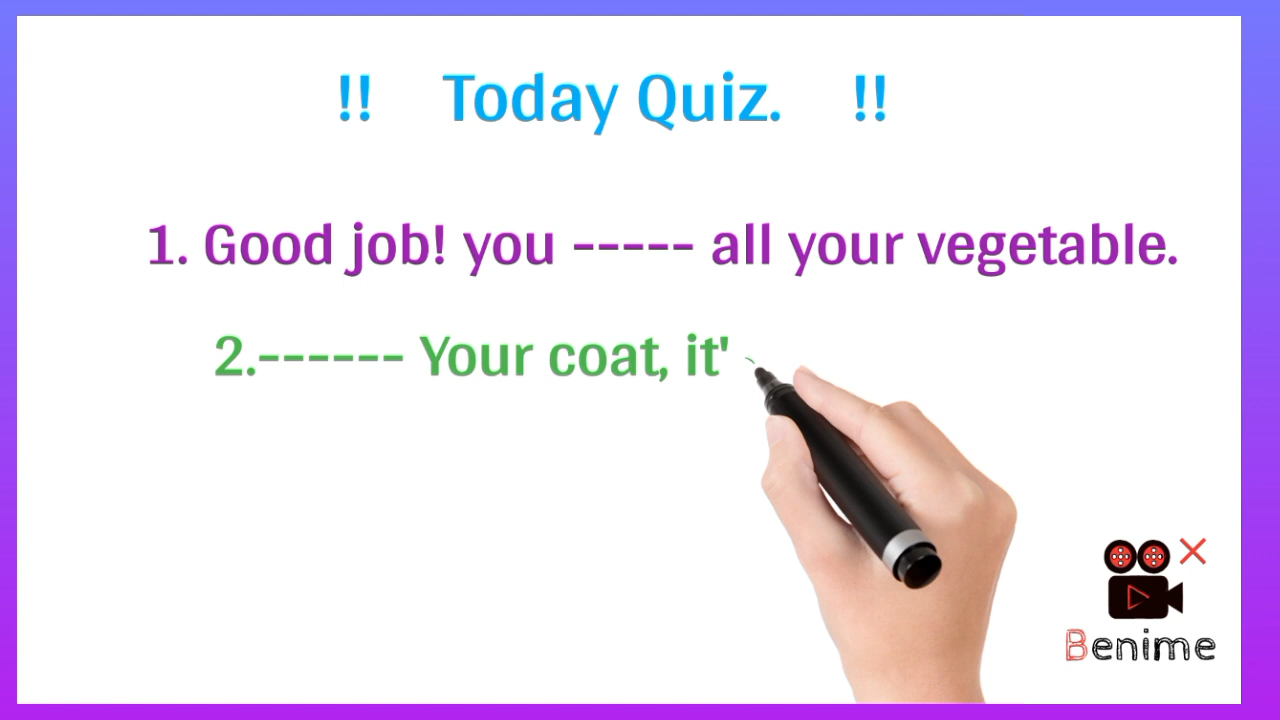 !! Today Quiz. !!
1. Good job! you ----- all your vegetable.
2.------ Your coat, it'
Benime